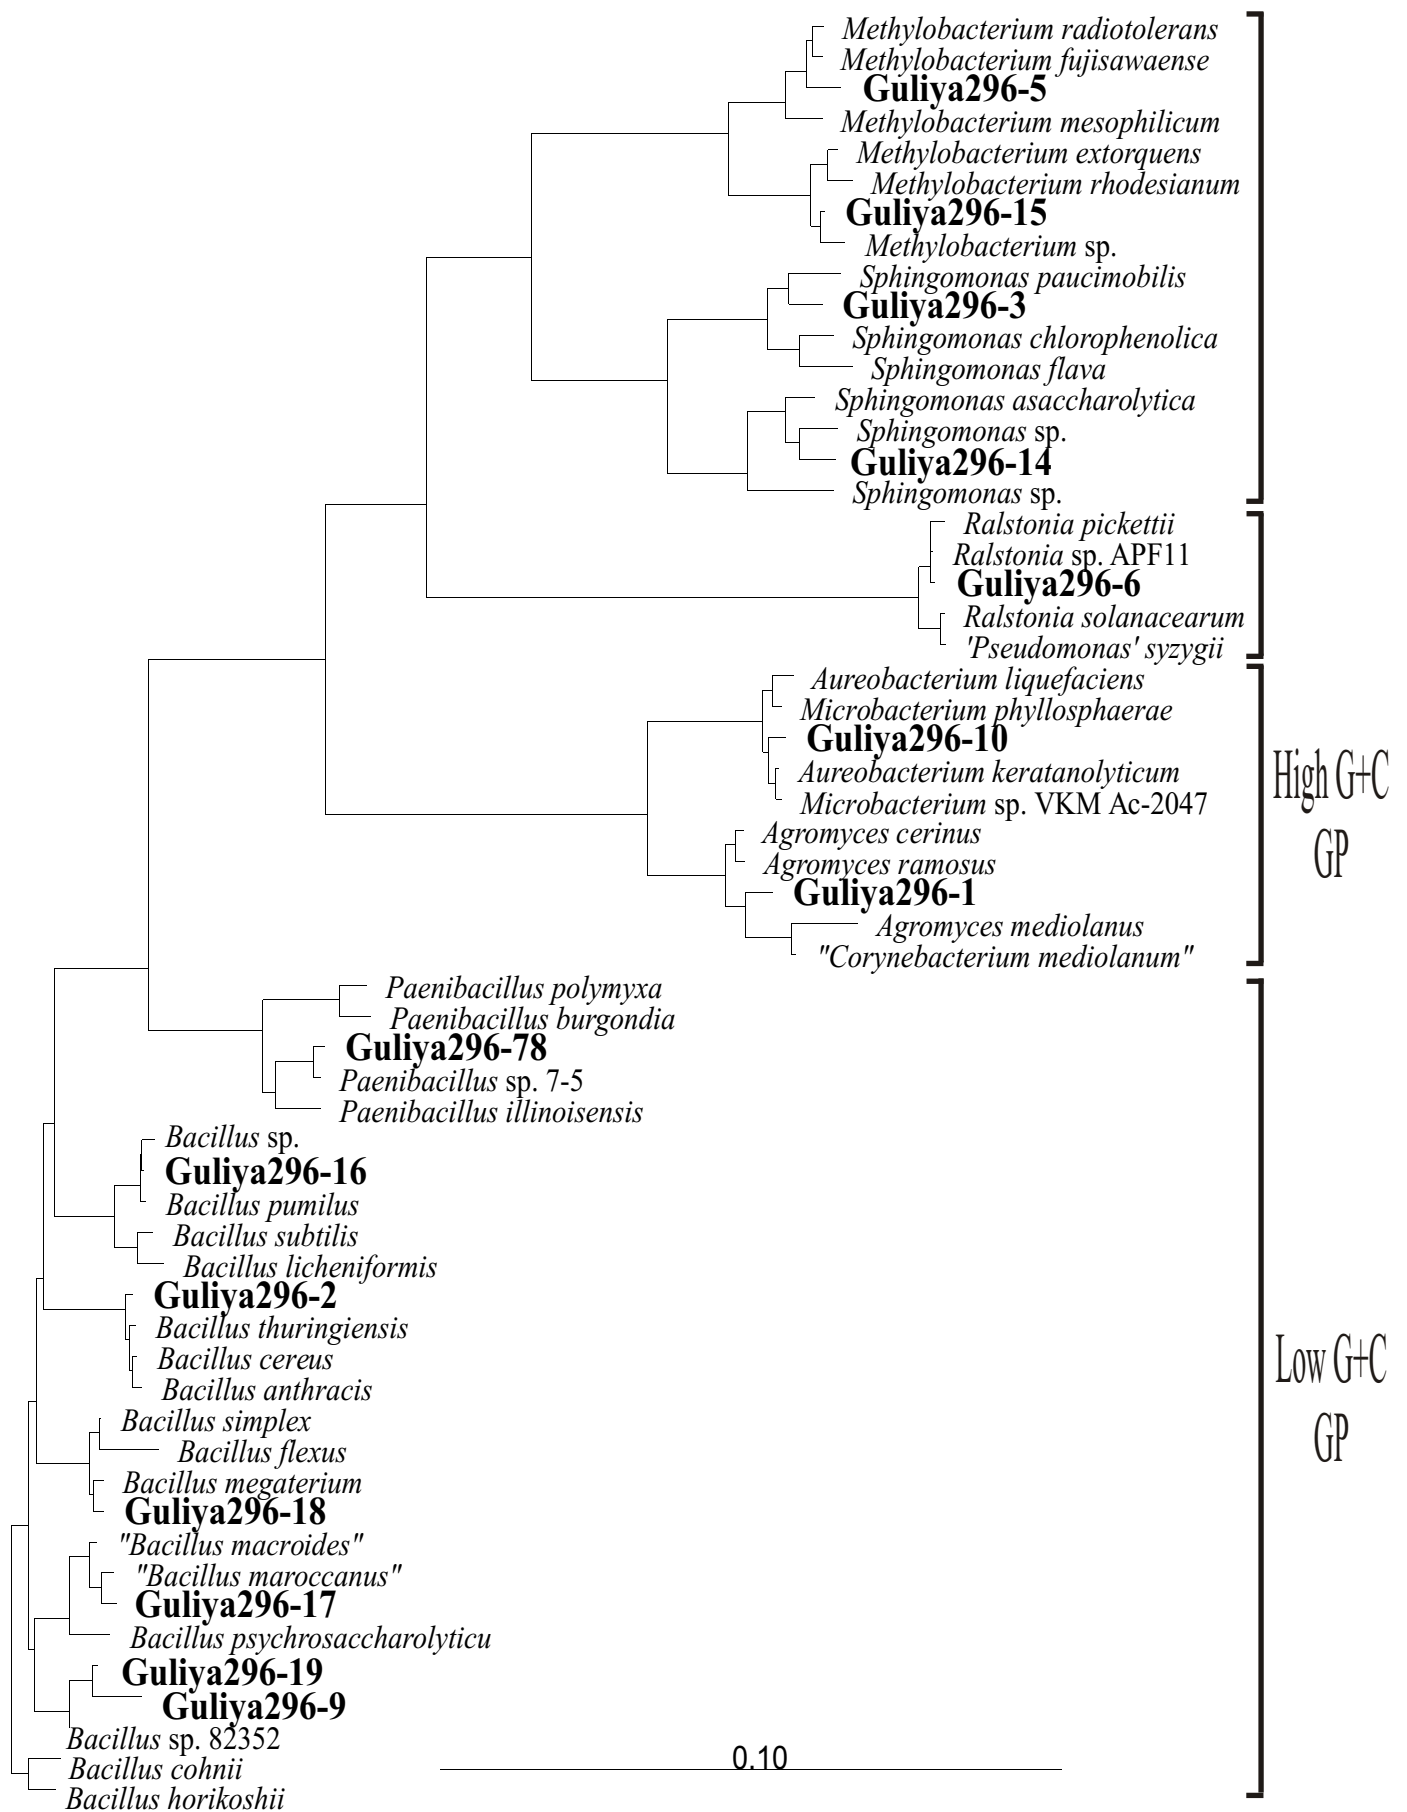 Methylobacterium radiotolerans
Methylobacterium fujisawaense
Guliya296-5
Methylobacterium mesophilicum
Methylobacterium extorquens
Methylobacterium rhodesianum
Guliya296-15
Methylobacterium sp.
Sphingomonas paucimobilis
Guliya296-3
Sphingomonas chlorophenolica
Sphingomonas flava
Sphingomonas asaccharolytica
Sphingomonas sp.
Guliya296-14
Sphingomonas sp.
Ralstonia pickettii
Ralstonia sp. APF11
Guliya296-6
Ralstonia solanacearum
'Pseudomonas' syzygii
Aureobacterium liquefaciens
Microbacterium phyllosphaerae
Guliya296-10
Aureobacterium keratanolyticum
Microbacterium sp. VKM Ac-2047
Agromyces cerinus
Agromyces ramosus
Guliya296-1
Agromyces mediolanus
"Corynebacterium mediolanum"
High G+C
GP
Paenibacillus polymyxa
Paenibacillus burgondia
Guliya296-78
Paenibacillus sp. 7-5
Paenibacillus illinoisensis
Bacillus sp.
Guliya296-16
Bacillus pumilus
Bacillus subtilis
Bacillus licheniformis
Guliya296-2
Bacillus thuringiensis
Bacillus cereus
Bacillus anthracis
Bacillus simplex
Bacillus flexus
Bacillus megaterium
Guliya296-18
"Bacillus macroides"
"Bacillus maroccanus"
Guliya296-17
Bacillus psychrosaccharolyticu
Guliya296-19
Guliya296-9
Bacillus sp. 82352
Bacillus cohnii
Bacillus horikoshii
Low G+C
GP
0.10